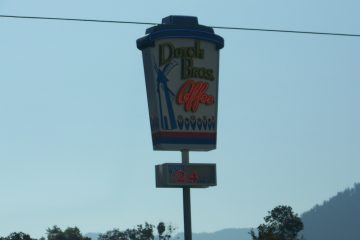 Dutch
Bros.
Coffee
24